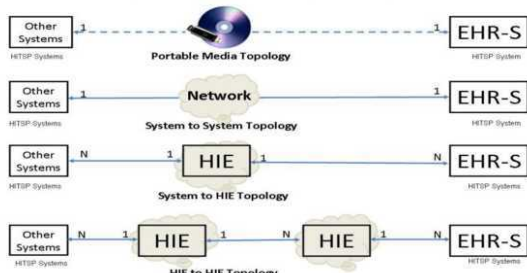 Other
Systems
1
1
EHR-S
HITSP Systems
HITSP System
Portable Media Topology
Other
Systems
1
Network
1
EHR-S
HITSP Systems
HITSP System
System to System Topology
Other
Systems
N
1
HIE
1
N
EHR-S
HITSP Systems
HITSP Systems
System to HIE Topology
Other
Systems
N
1
HIE
1
N
HIE
1
N
EHR-S
HITSP Systems
HITSP Systems
HIE to HIE Topology